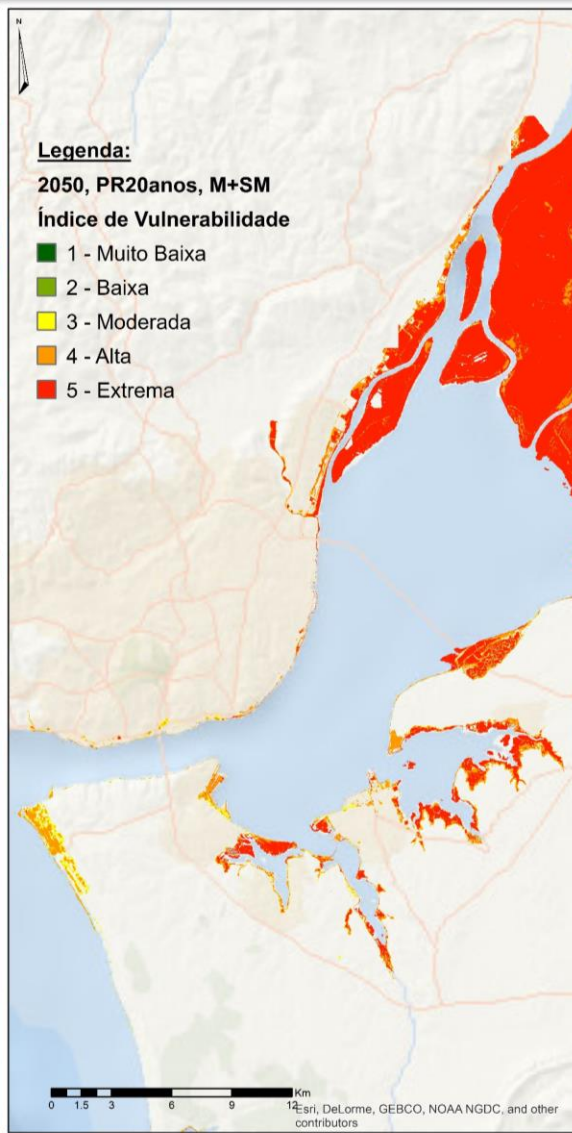 N
Legenda:
2050, PR20anos, M+SM
Índice de Vulnerabilidade
1 - Muito Baixa
2 - Baixa
3 - Moderada
4 - Alta
5 - Extrema
Km
0 1.5 3 6 9 12
Esri, DeLorme, GEBCO, NOAA NGDC, and other
contributors